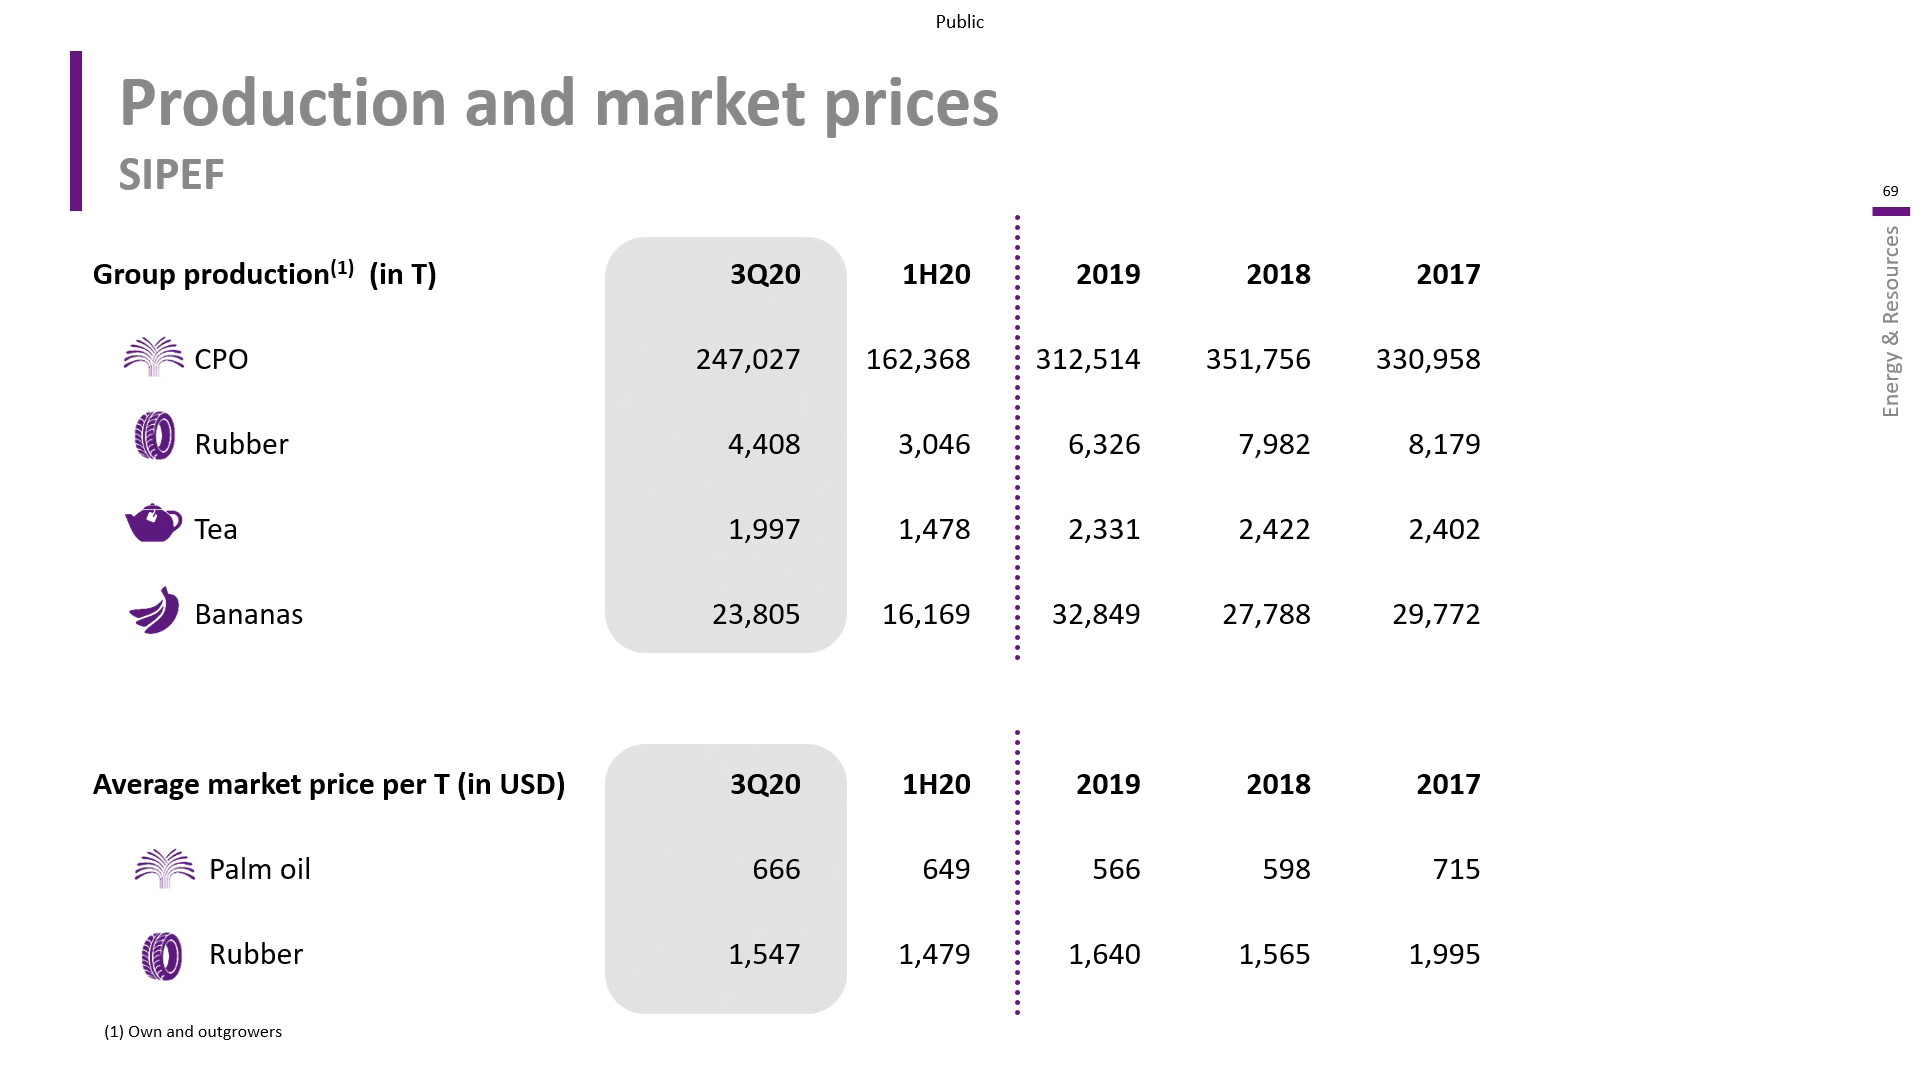 Public
Production and market prices
SIPEF
69
Energy & Resources
Group production(1) (in T) 3Q20 1H20 2019 2018 2017
CPO 247,027 162,368 312,514 351,756 330,958
Rubber 4,408 3,046 6,326 7,982 8,179
Tea 1,997 1,478 2,331 2,422 2,402
Bananas 23,805 16,169 32,849 27,788 29,772
Average market price per T (in USD) 3Q20 1H20 2019 2018 2017
Palm oil 666 649 566 598 715
Rubber 1,547 1,479 1,640 1,565 1,995
(1) Own and outgrowers